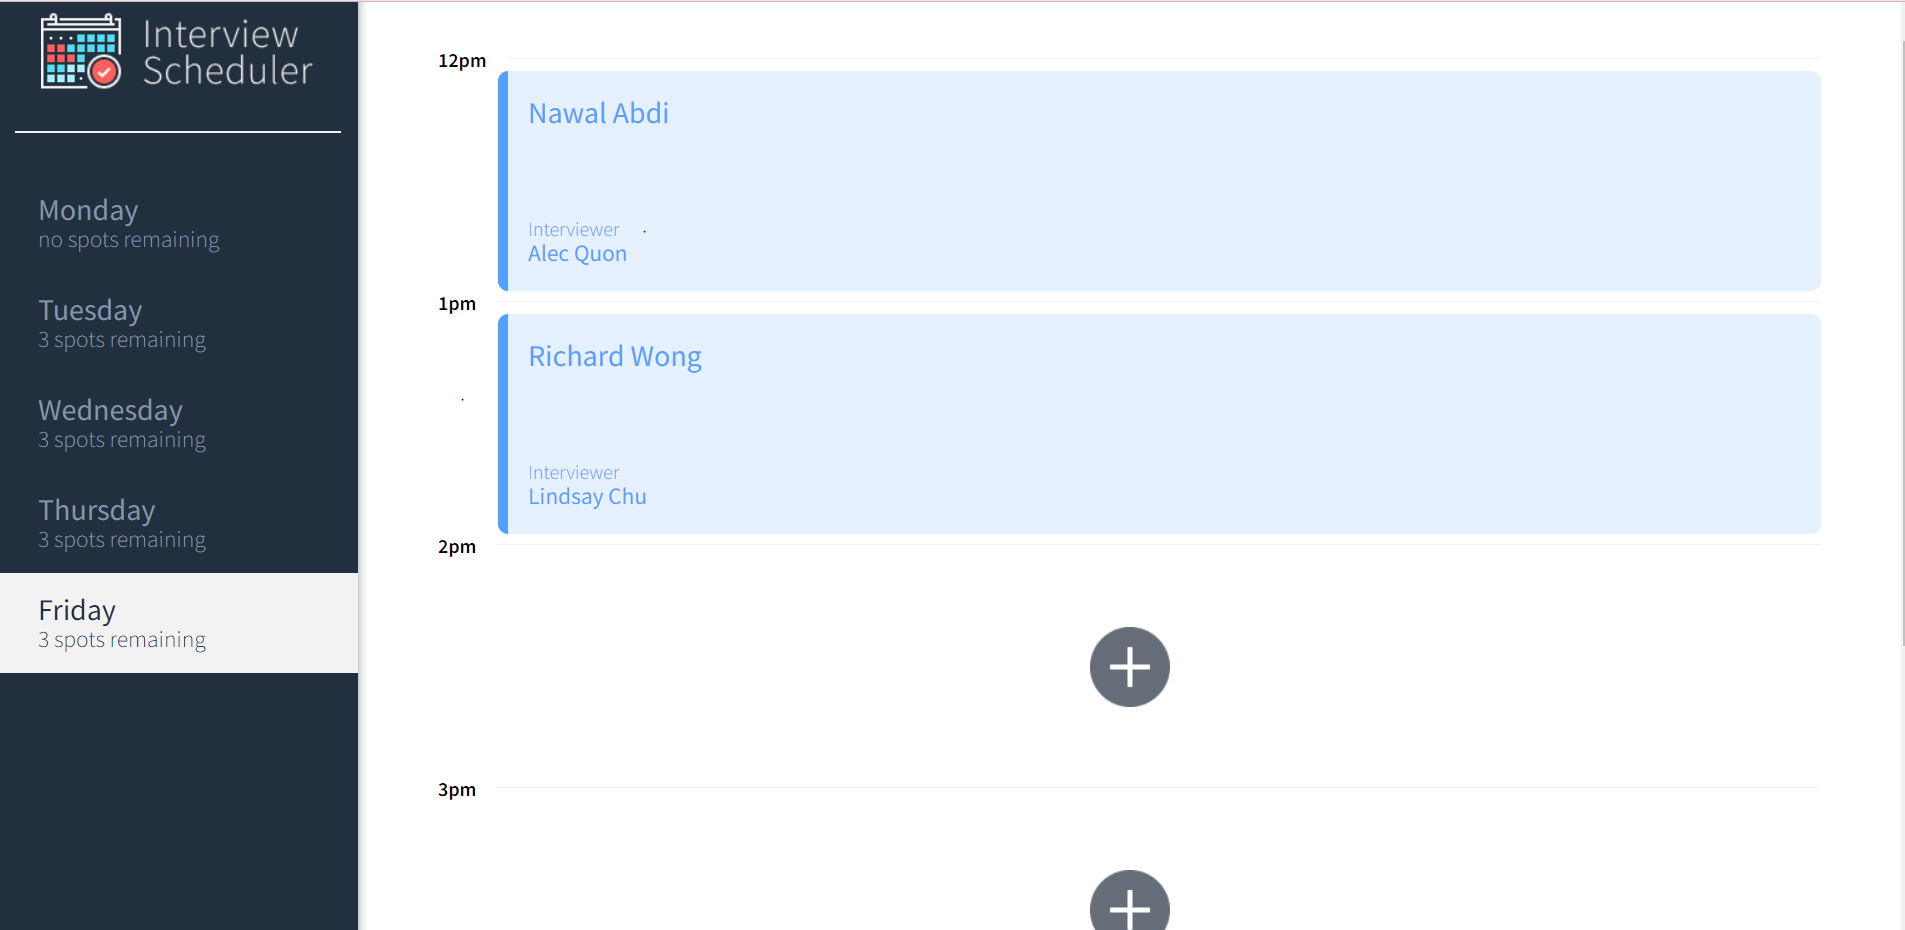 Interview
Scheduler
Monday
no spots remaining
Tuesday
3 spots remaining
Wednesday
3 spots remaining
Thursday
3 spots remaining
Friday
3 spots remaining
12pm
Nawal Abdi
Interviewer
Alec Quon
1pm
Richard Wong
Interviewer
Lindsay Chu
2pm
3pm